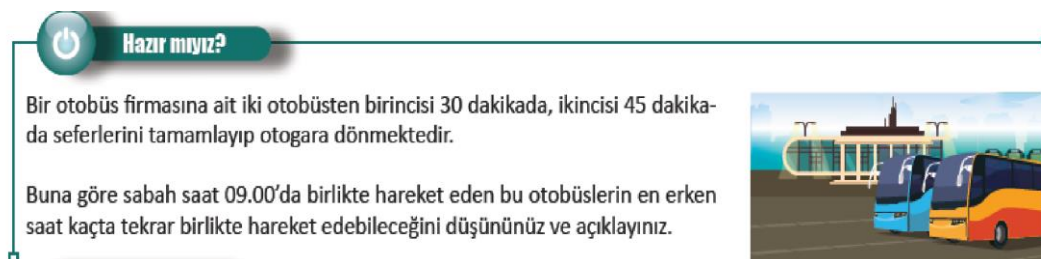 Hazır mıyız?
Bir otobüs firmasına ait iki otobüsten birincisi 30 dakikada, ikincisi 45 dakika-
da seferlerini tamamlayıp otogara dönmektedir.
Buna göre sabah saat 09.00’da birlikte hareket eden bu otobüslerin en erken
saat kaçta tekrar birlikte hareket edebileceğini düşününüz ve açıklayınız.